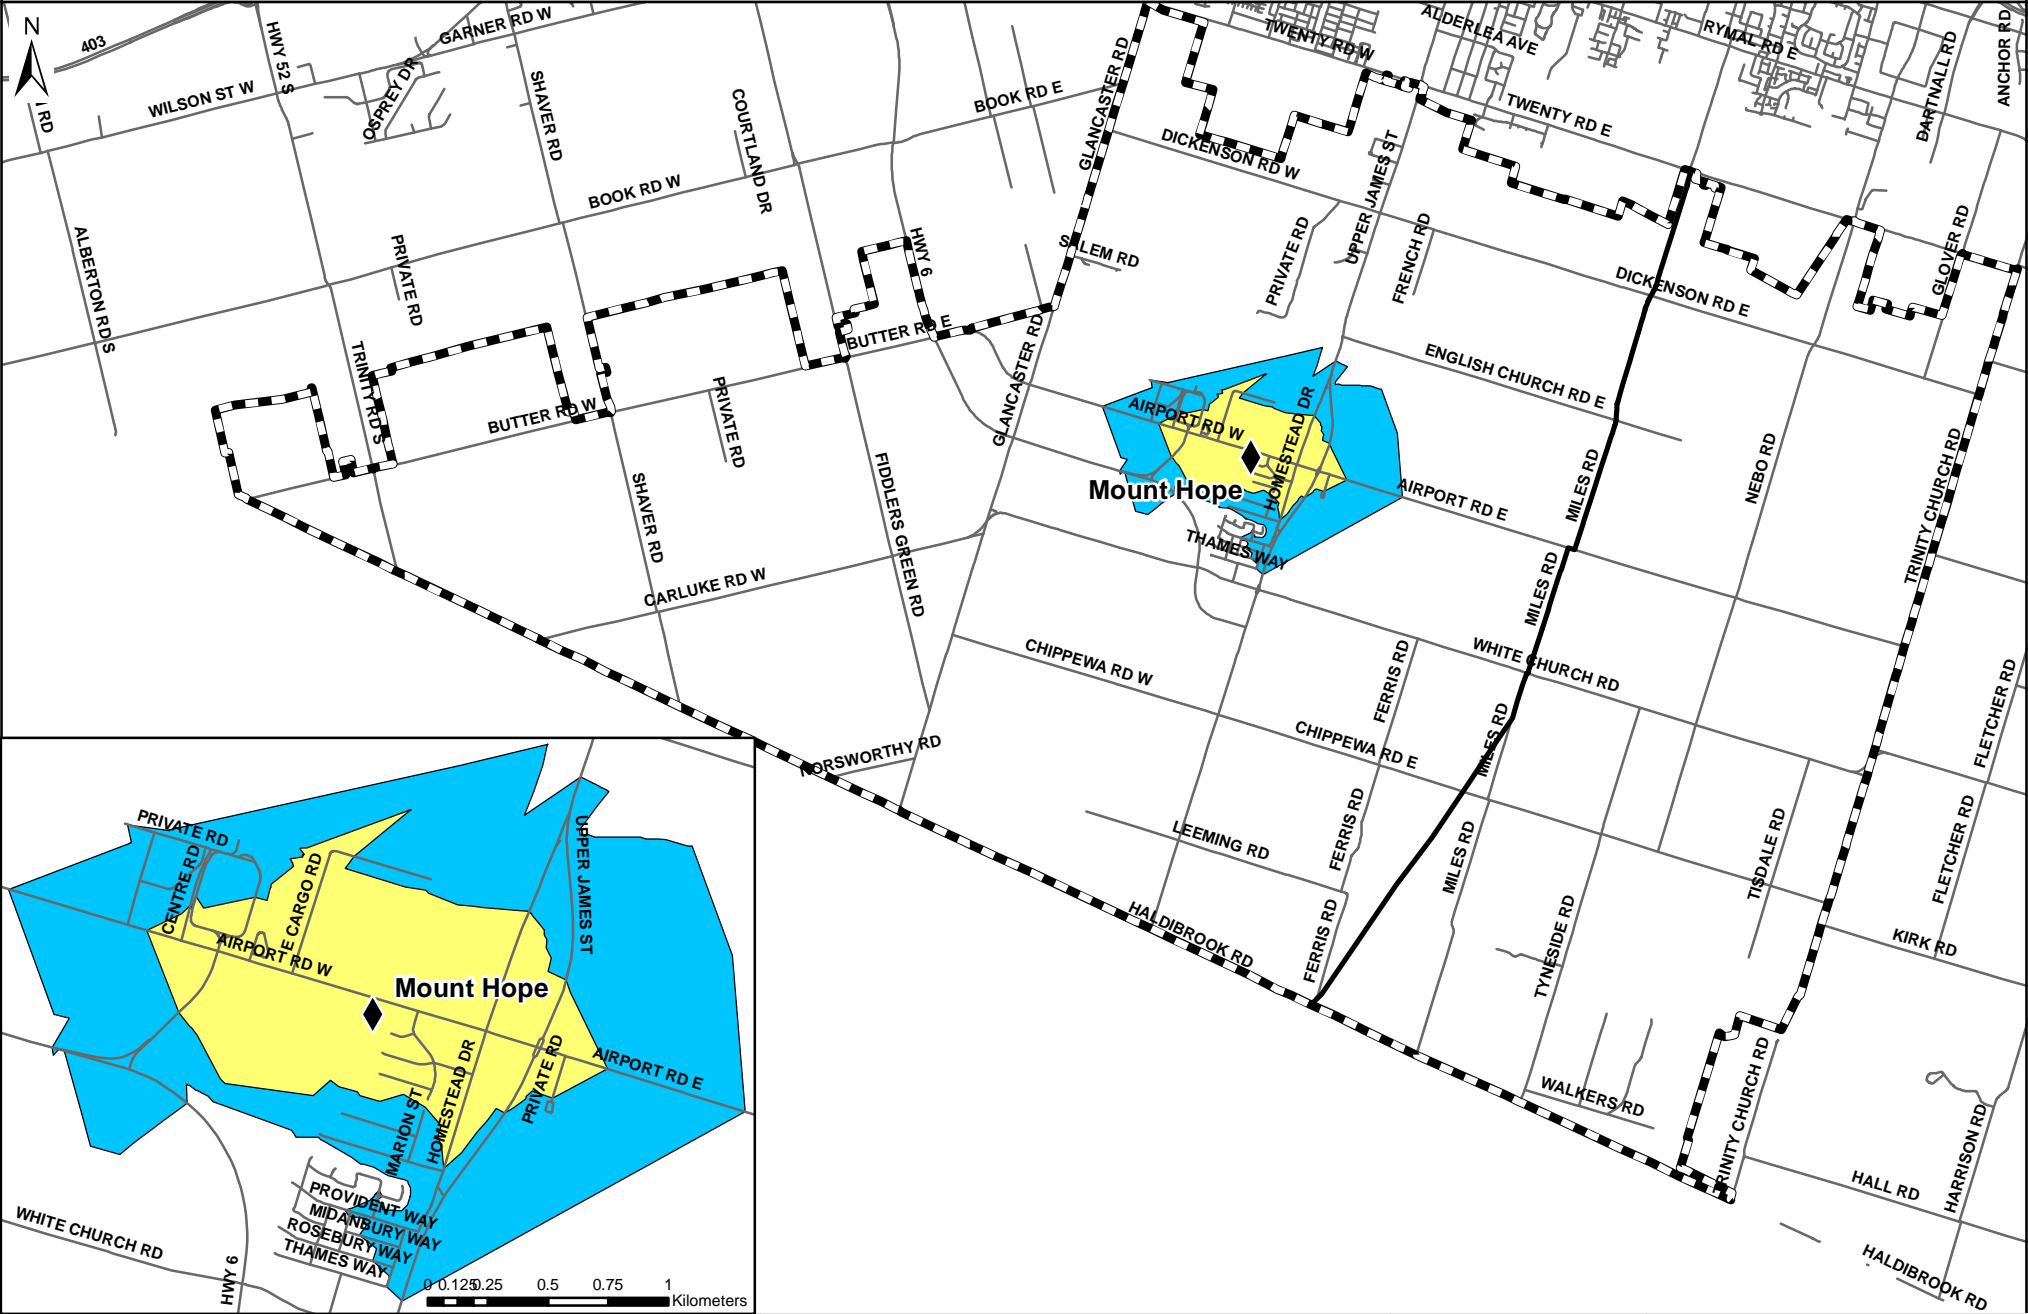 N
403
GARNER RD W
HWY 52 S
WILSON ST W
OSPREY DR
SHAVER RD
COURTLAND DR
BOOK RD E
GLANCASTER RD
TWENTY RD W
ALDERLEA AVE
RYMAL RD E
DARTNALL RD
ANCHOR RD
RD
TWENTY RD E
DICKENSON RD W
UPPER JAMES ST
BOOK RD W
ALBERTON RD S
PRIVATE RD
HWY 6
SALEM RD
PRIVATE RD
FRENCH RD
DICKENSON RD E
GLOVER RD
TRINITY RD S
BUTTER RD E
GLANCASTER RD
ENGLISH CHURCH RD E
BUTTER RD W
PRIVATE RD
AIRPORT RD W
HOMESTEAD DR
Mount Hope
AIRPORT RD E
MILES RD
NEBO RD
TRINITY CHURCH RD
SHAVER RD
FIDDLERS GREEN RD
THAMES WAY
CARLUKE RD W
MILES RD
CHIPPEWA RD W
FERRIS RD
WHITE CHURCH RD
FLETCHER RD
NORSWORTHY RD
CHIPPEWA RD E
MILES RD
LEEMING RD
FERRIS RD
MILES RD
TISDALE RD
FLETCHER RD
HALDIBROOK RD
FERRIS RD
TYNESIDE RD
KIRK RD
WALKERS RD
TRINITY CHURCH RD
HALL RD
HARRISON RD
HALDIBROOK RD
PRIVATE RD
CENTRE RD
E CARGO RD
UPPER JAMES ST
AIRPORT RD W
Mount Hope
HOMESTEAD DR
PRIVATE RD
AIRPORT RD E
MARION ST
PROVIDENT WAY
MIDANBURY WAY
ROSEBURY WAY
THAMES WAY
WHITE CHURCH RD
HWY 6
0 0.125 0.25 0.5 0.75 1
Kilometers